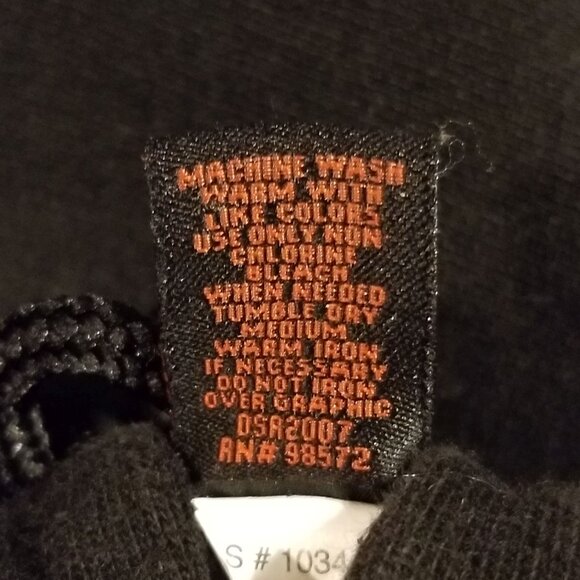 MACHINE WASH
WARM WITH
LIKE COLORS
USE ONLY NON
CHLORINE
BLEACH
WHEN NEEDED
TUMBLE DRY
MEDIUM
WARM IRON
IF NECESSARY
DO NOT IRON
OVER GRAPHIC
OSA2007
RN# 98572
S # 1034